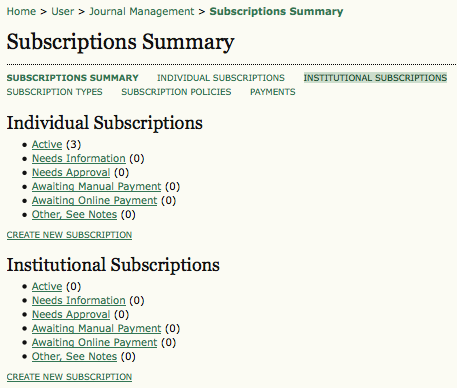 Home > User > Journal Management > Subscriptions Summary
Subscriptions Summary
SUBSCRIPTIONS SUMMARY INDIVIDUAL SUBSCRIPTIONS INSTITUTIONAL SUBSCRIPTIONS
SUBSCRIPTION TYPES SUBSCRIPTION POLICIES PAYMENTS
Individual Subscriptions
• Active (3)
• Needs Information (0)
• Needs Approval (0)
• Awaiting Manual Payment (0)
• Awaiting Online Payment (0)
• Other, See Notes (0)
CREATE NEW SUBSCRIPTION
Institutional Subscriptions
• Active (0)
• Needs Information (0)
• Needs Approval (0)
• Awaiting Manual Payment (0)
• Awaiting Online Payment (0)
• Other, See Notes (0)
CREATE NEW SUBSCRIPTION